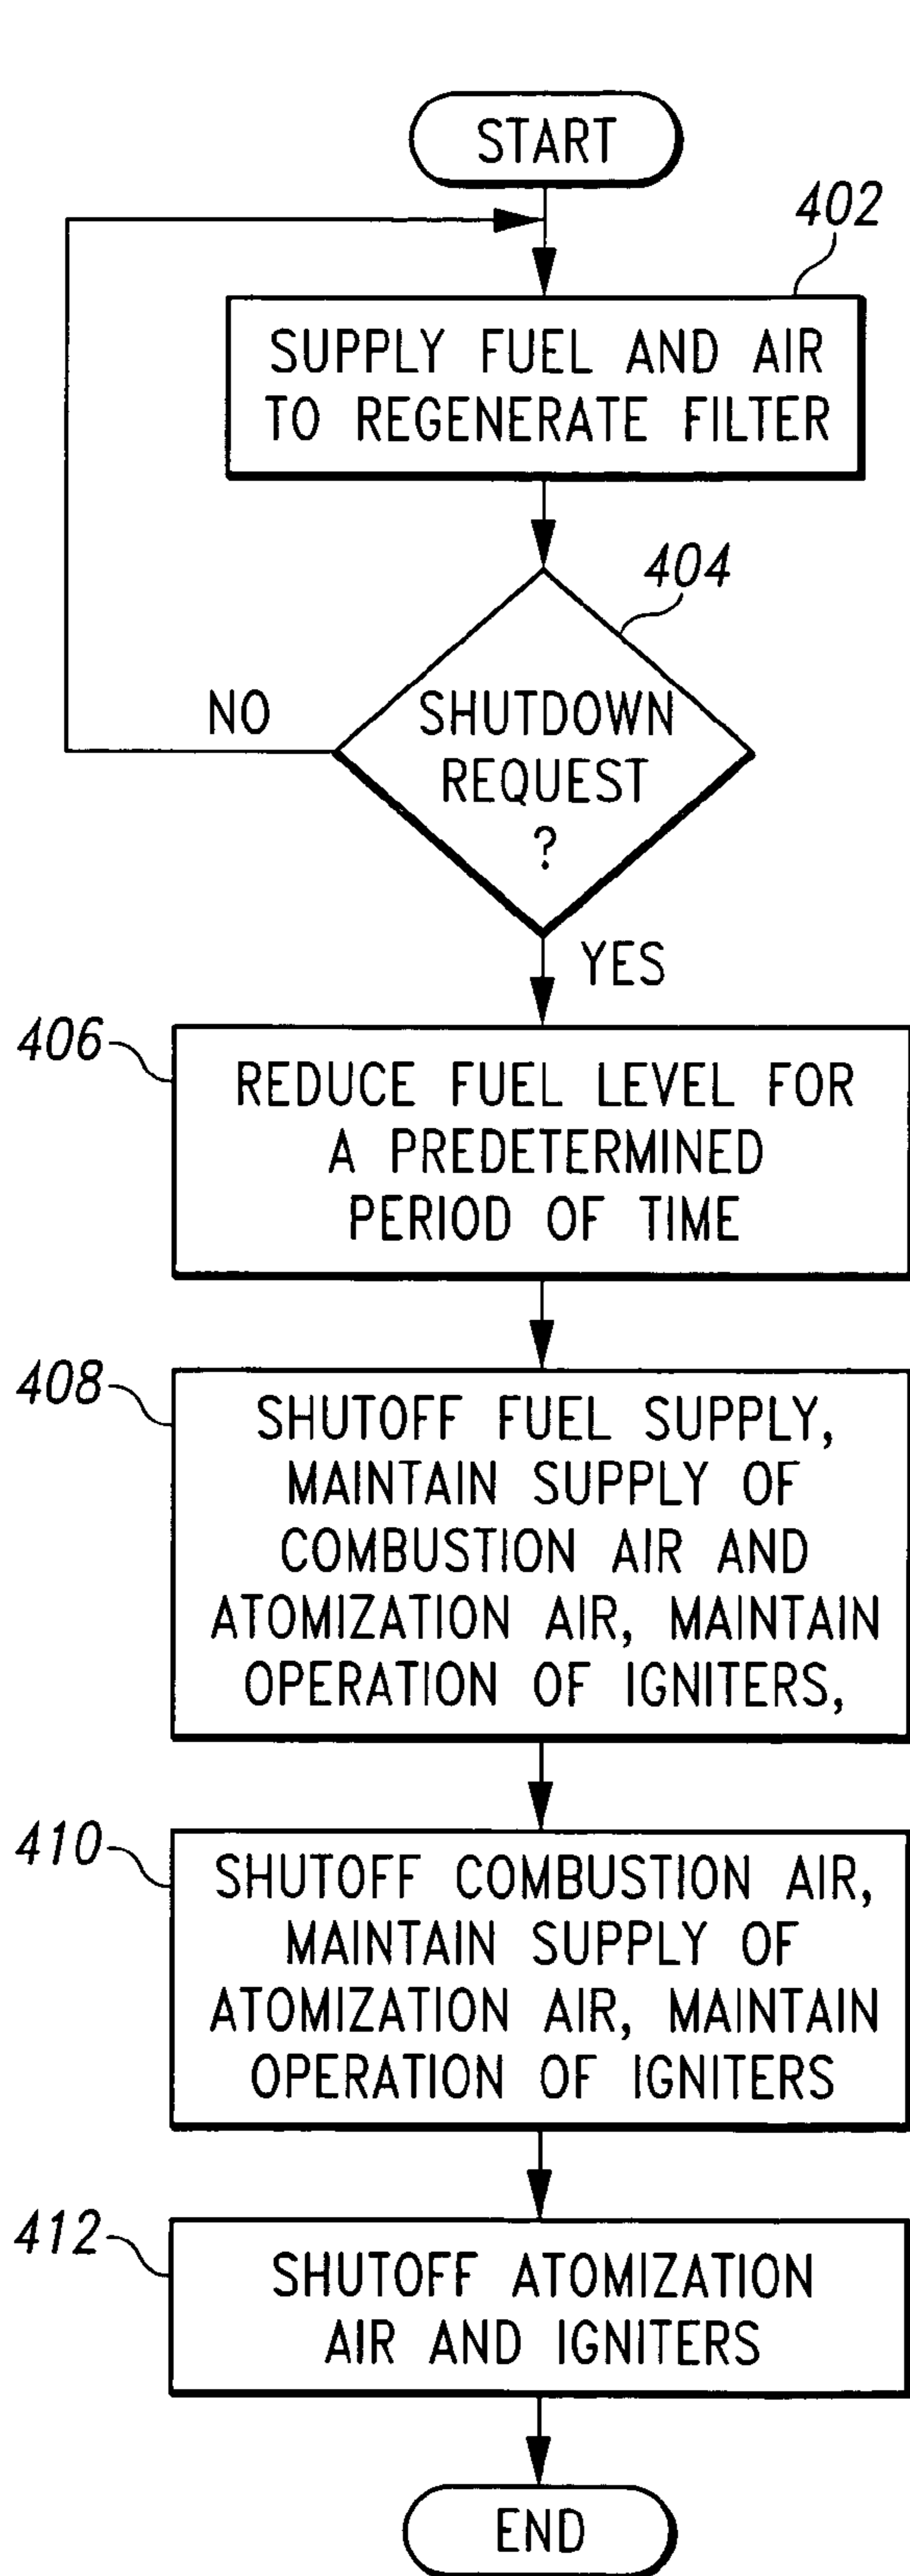 START
402
SUPPLY FUEL AND AIR
TO REGENERATE FILTER
404
SHUTDOWN
REQUEST
?
NO
YES
406
REDUCE FUEL LEVEL FOR
A PREDETERMINED
PERIOD OF TIME
408
SHUTOFF FUEL SUPPLY,
MAINTAIN SUPPLY OF
COMBUSTION AIR AND
ATOMIZATION AIR, MAINTAIN
OPERATION OF IGNITERS,
410
SHUTOFF COMBUSTION AIR,
MAINTAIN SUPPLY OF
ATOMIZATION AIR, MAINTAIN
OPERATION OF IGNITERS
412
SHUTOFF ATOMIZATION
AIR AND IGNITERS
END